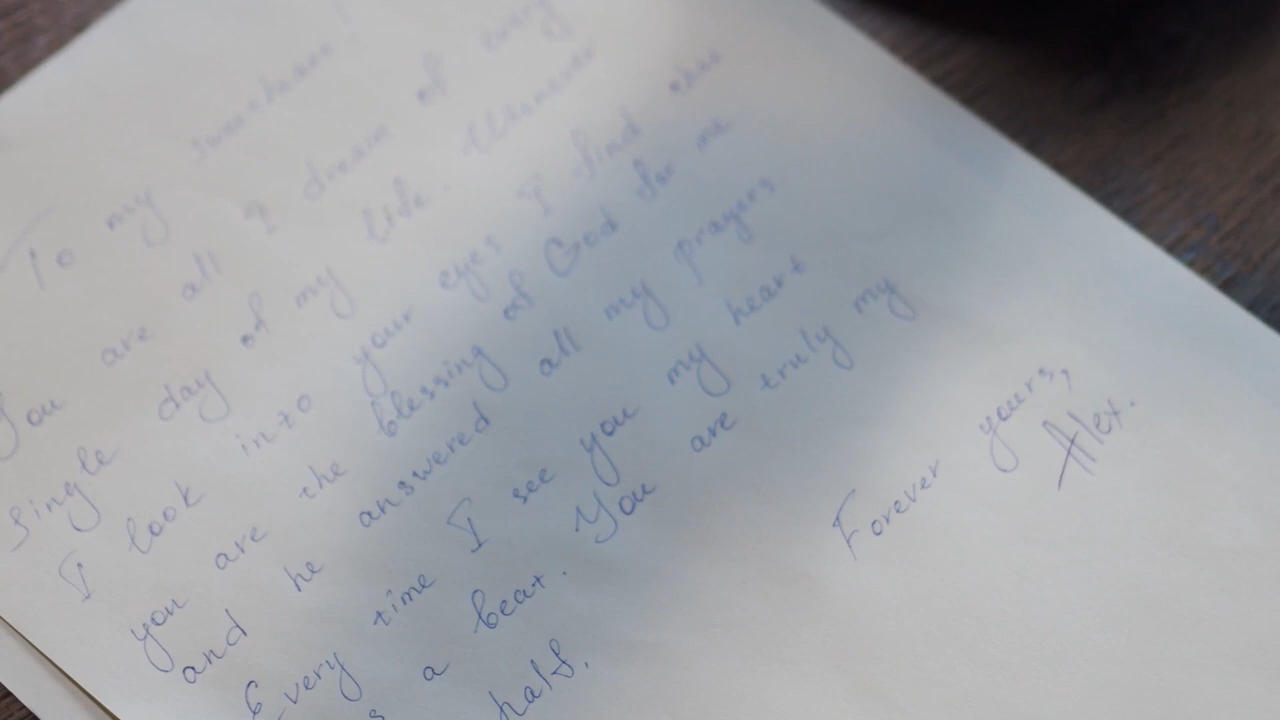 To my sweetheart!
You are all I dream of every
single day of my life. Whenever
I look into your eyes I find that
you are the blessing of God for me
and he answered all my prayers
Every time I see you my heart
a beat. You are truly my
half.
Forever yours,
Alex.